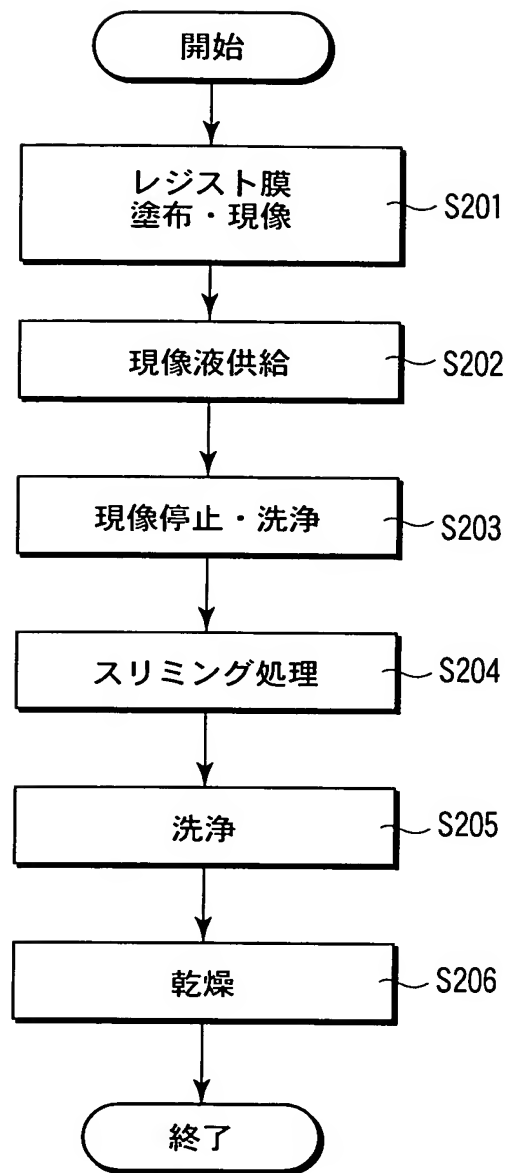 開始
レジスト膜
塗布・現像
S201
現像液供給
S202
現像停止・洗浄
S203
スリミング処理
S204
洗浄
S205
乾燥
S206
終了